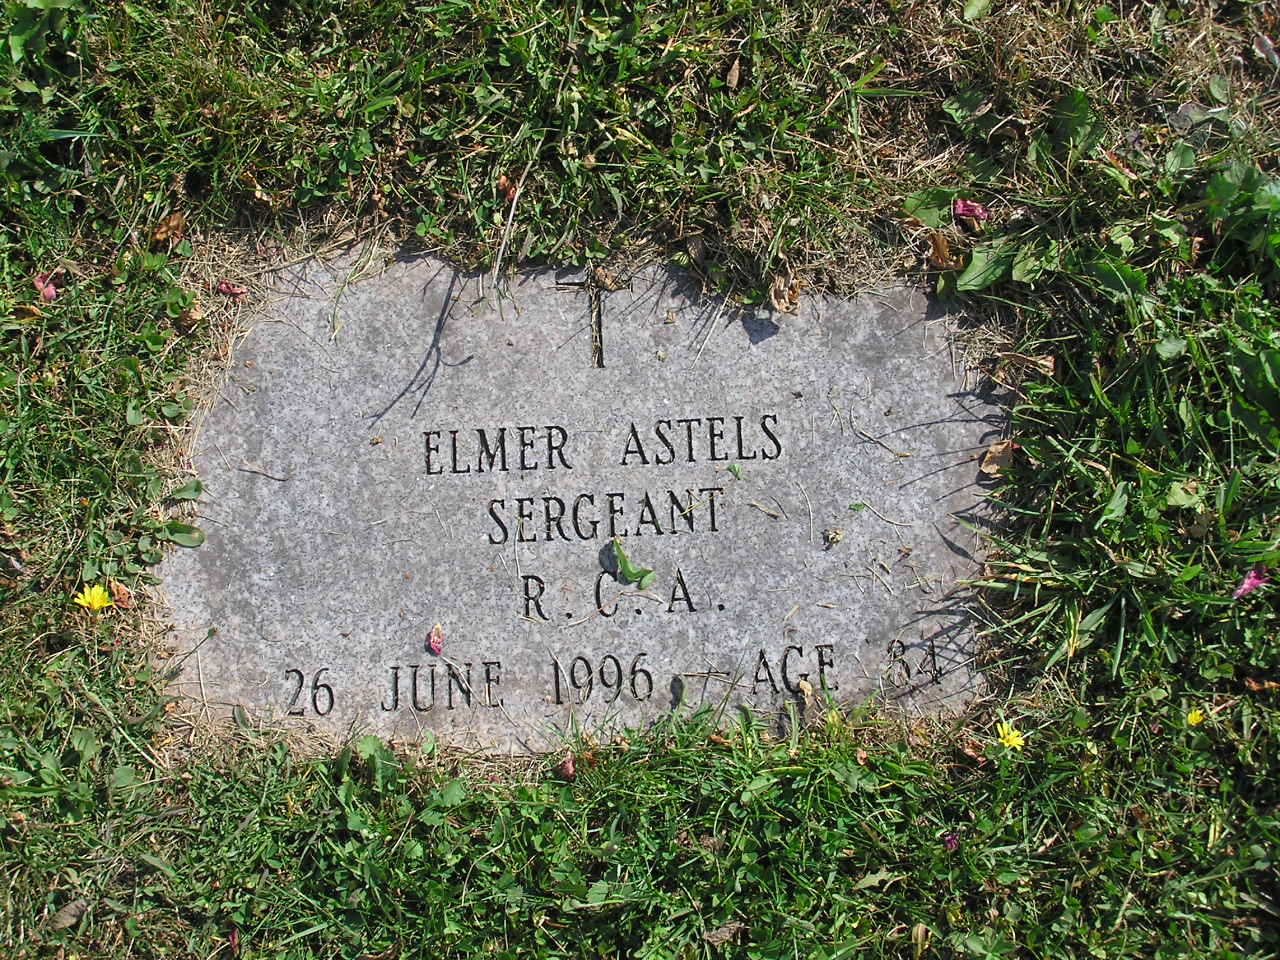 ELMER ASTELS
SERGEANT
R.C.A.
26 JUNE 1996 - AGE 84